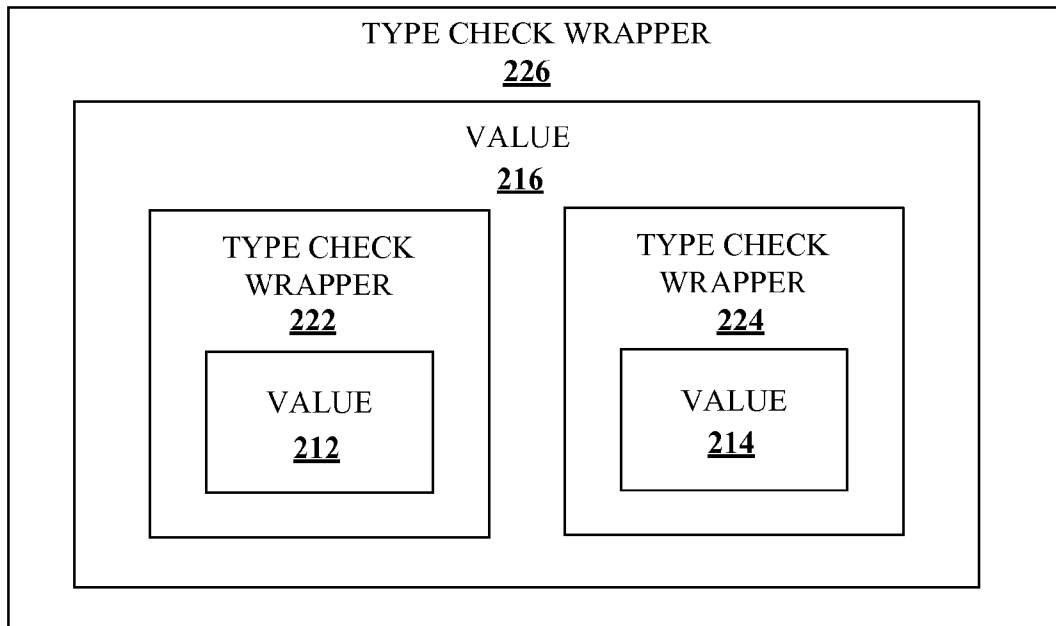 TYPE CHECK WRAPPER
226
VALUE
216
TYPE CHECK
WRAPPER
222
VALUE
212
TYPE CHECK
WRAPPER
224
VALUE
214